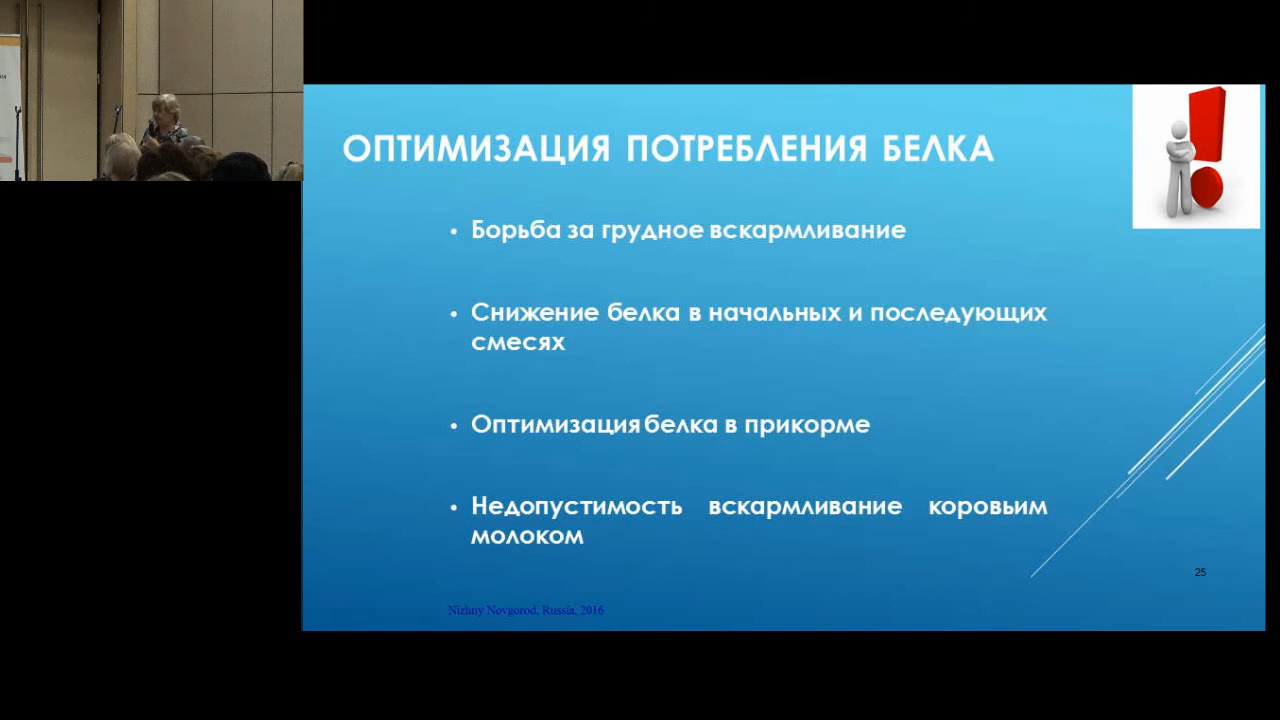 ОПТИМИЗАЦИЯ ПОТРЕБЛЕНИЯ БЕЛКА
• Борьба за грудное вскармливание
• Снижение белка в начальных и последующих
смесях
• Оптимизация белка в прикорме
• Недопустимость вскармливание коровьим
молоком
25
Nizhny Novgorod, Russia, 2016